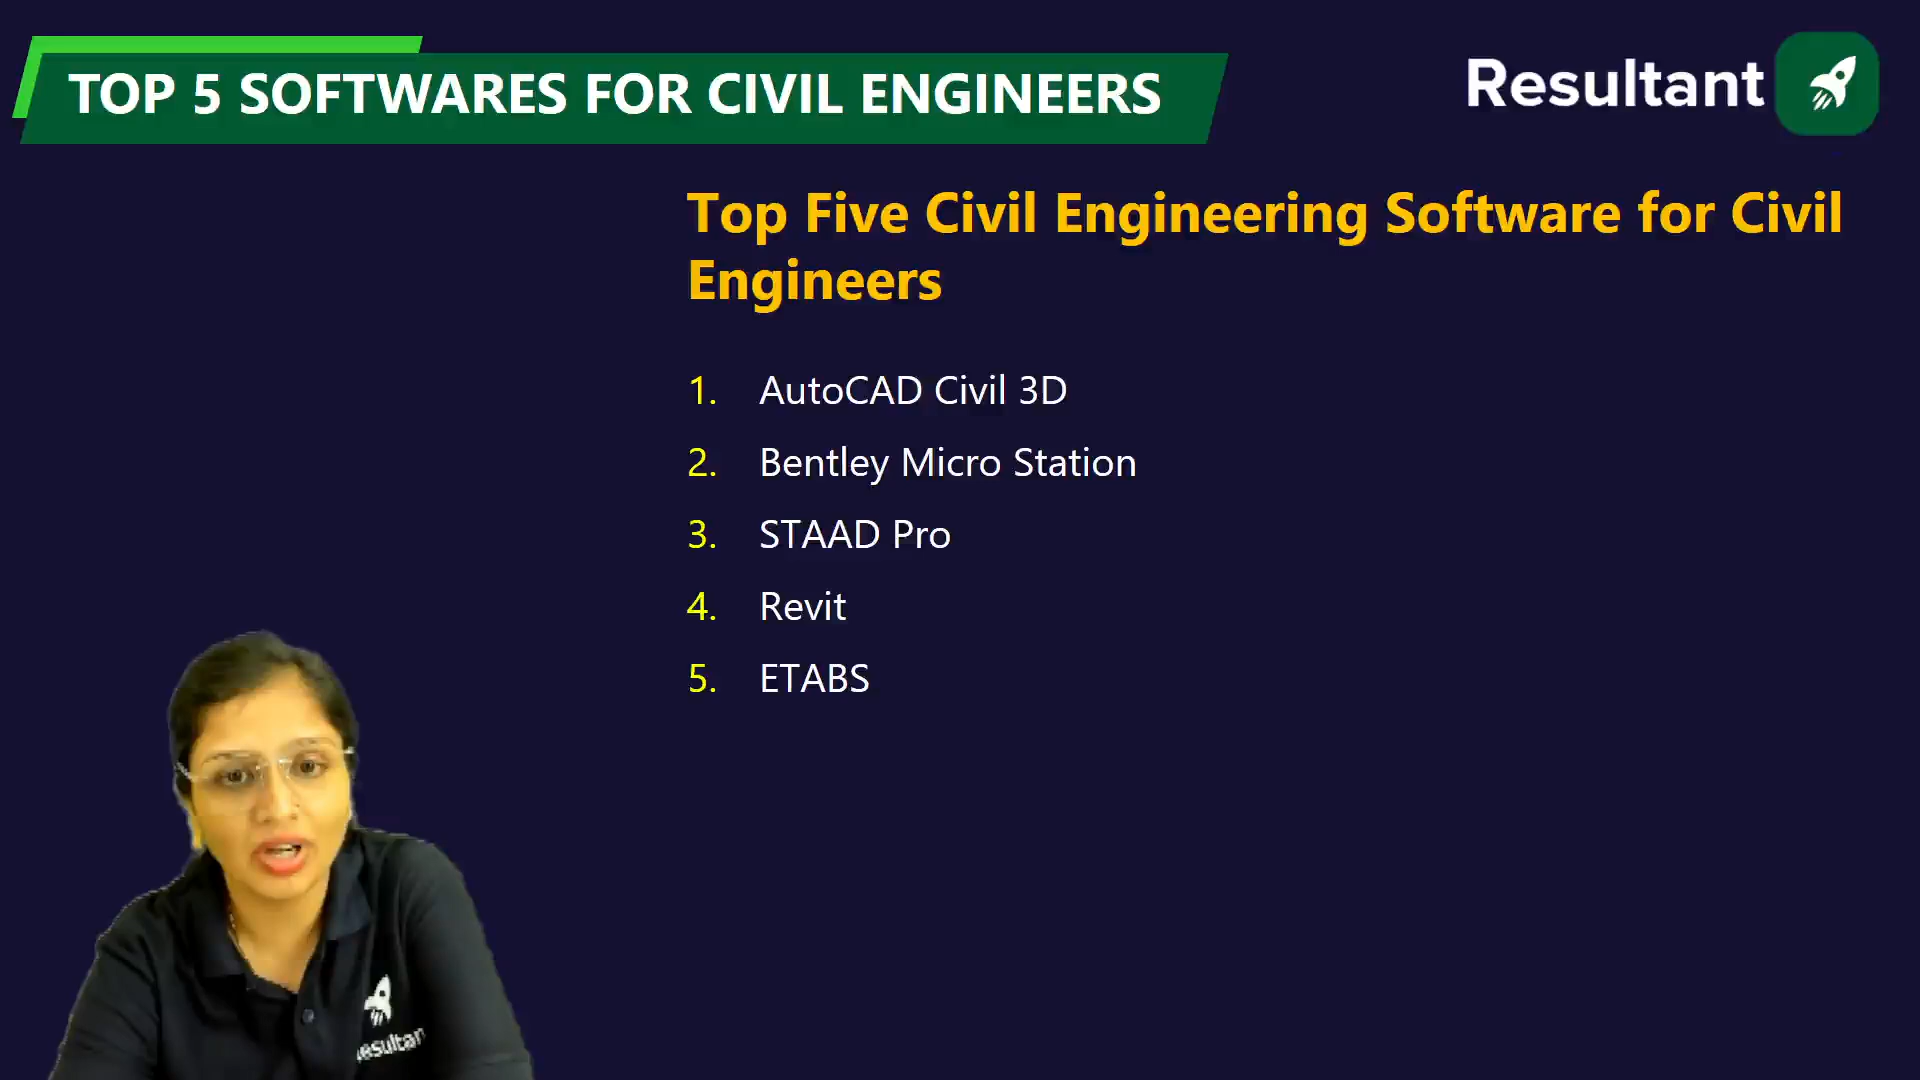 TOP 5 SOFTWARES FOR CIVIL ENGINEERS
Resultant
Top Five Civil Engineering Software for Civil
Engineers
1. AutoCAD Civil 3D
2. Bentley Micro Station
3. STAAD Pro
4. Revit
5. ETABS
Resultant